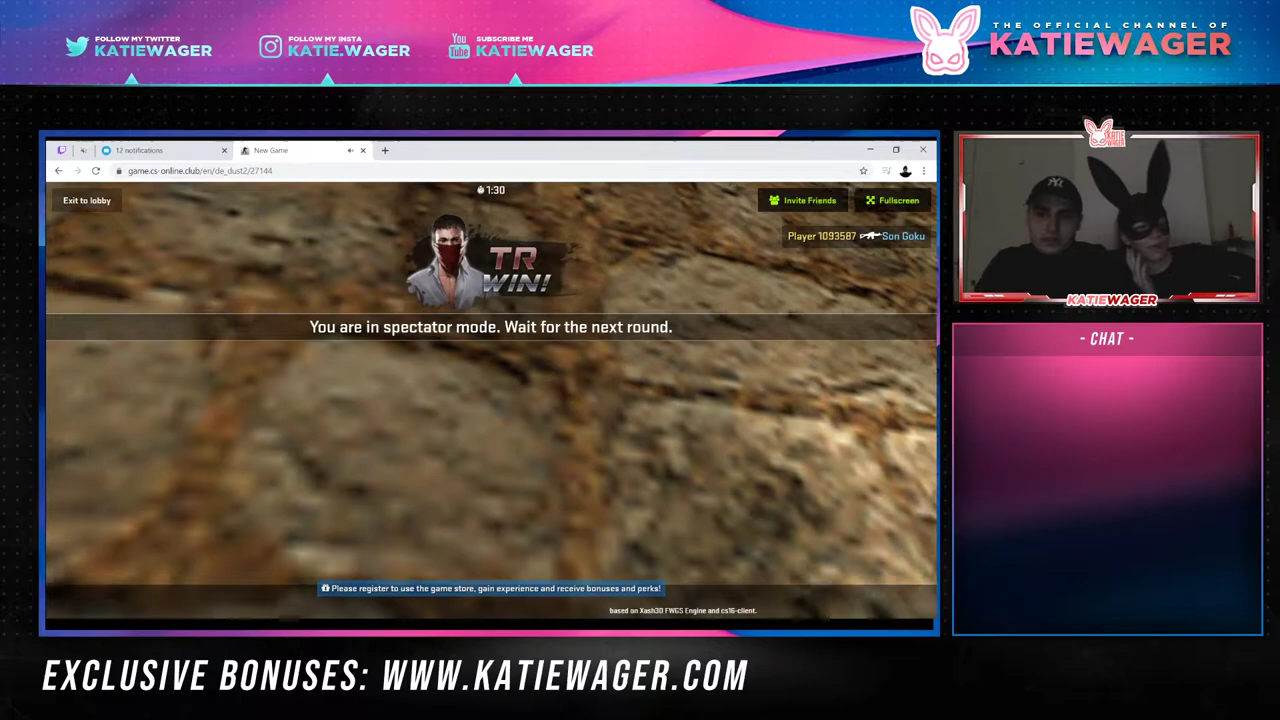 FOLLOW MY TWITTER
KATIEWAGER
FOLLOW MY INSTA
KATIE.WAGER
You Tube
SUBSCRIBE ME
KATIEWAGER
THE OFFICIAL CHANNEL OF
KATIEWAGER
12 notifications
New Game
game.cs-online.club/en/de_dust2/27144
Exit to lobby
1:30
Invite Friends
Fullscreen
Player 1093587 Son Goku
TR
WIN!
You are in spectator mode. Wait for the next round.
Please register to use the game store, gain experience and receive bonuses and perks!
based on Xash3D FWGS Engine and cs16-client.
KATIE
WAGER
KATIEWAGER
- CHAT -
EXCLUSIVE BONUSES: WWW.KATIEWAGER.COM